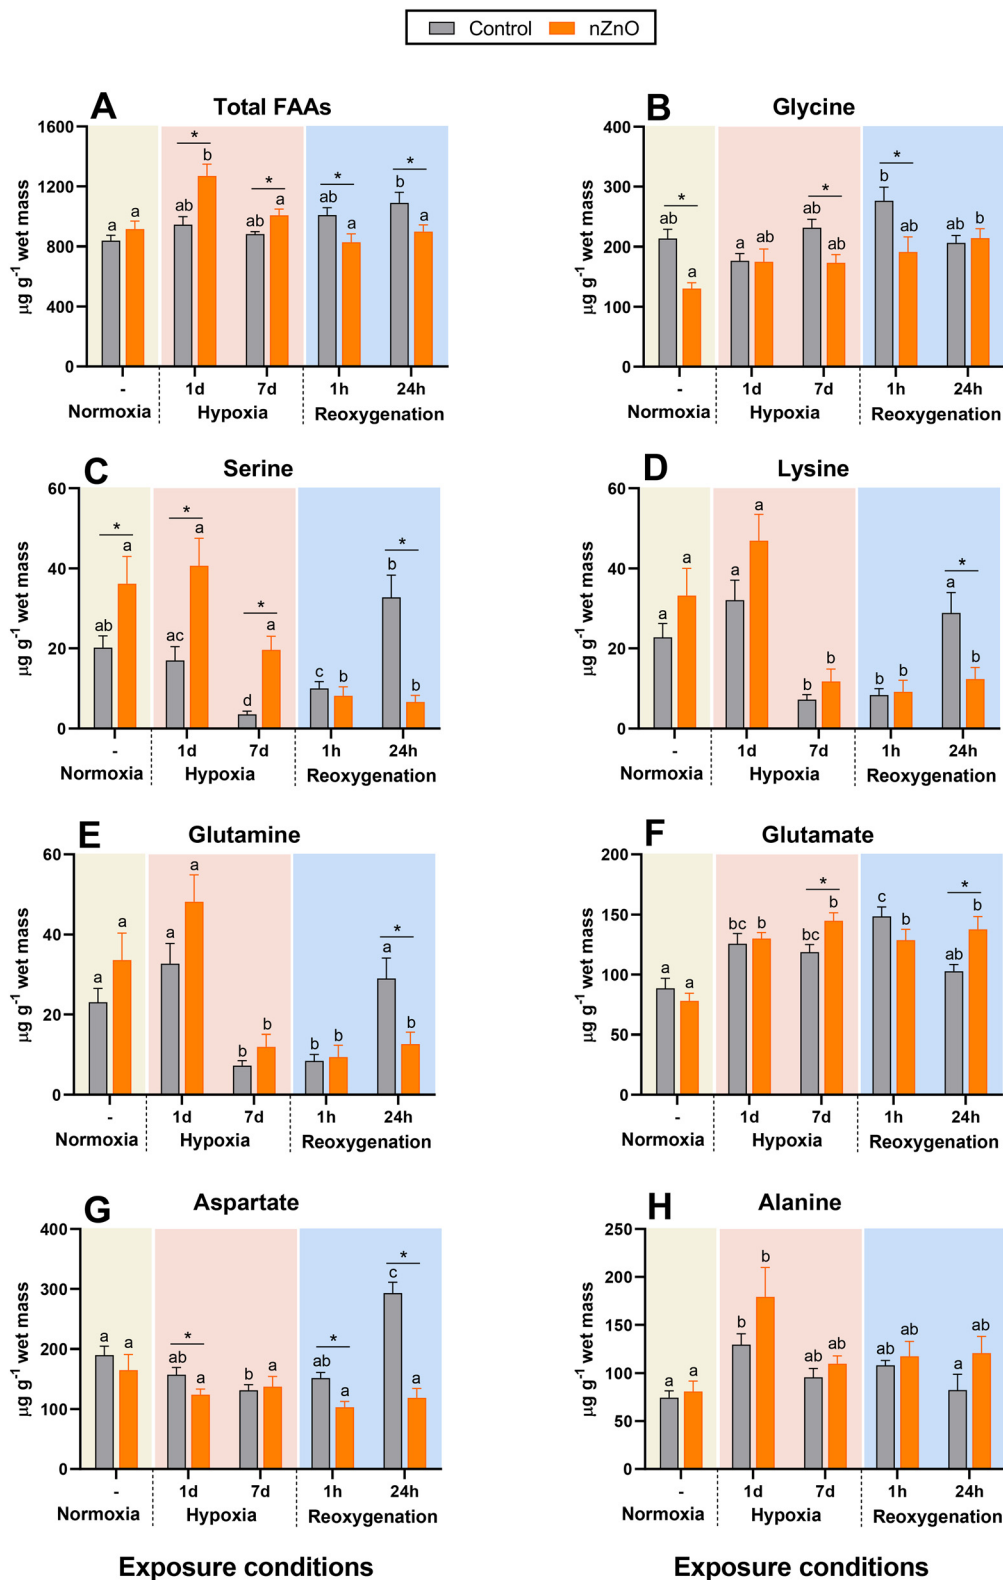 Control nZnO
A Total FAAs
μg g-1 wet mass
1600
1200
800
400
0
a a ab b * ab a * ab a * b a *
- 1d 7d 1h 24h
Normoxia Hypoxia Reoxygenation
B Glycine
μg g-1 wet mass
400
300
200
100
0
ab a * a ab ab ab * b ab * ab b
- 1d 7d 1h 24h
Normoxia Hypoxia Reoxygenation
C Serine
μg g-1 wet mass
60
40
20
0
ab a * ac a * d a * c b b b *
- 1d 7d 1h 24h
Normoxia Hypoxia Reoxygenation
D Lysine
μg g-1 wet mass
60
40
20
0
a a a a b b b b a b *
- 1d 7d 1h 24h
Normoxia Hypoxia Reoxygenation
E Glutamine
μg g-1 wet mass
60
40
20
0
a a a a b b b b a b *
- 1d 7d 1h 24h
Normoxia Hypoxia Reoxygenation
F Glutamate
μg g-1 wet mass
200
150
100
50
0
a a bc b bc b * c b ab b *
- 1d 7d 1h 24h
Normoxia Hypoxia Reoxygenation
G Aspartate
μg g-1 wet mass
400
300
200
100
0
a a ab a * b a ab a * c a *
- 1d 7d 1h 24h
Normoxia Hypoxia Reoxygenation
Exposure conditions
H Alanine
μg g-1 wet mass
250
200
150
100
50
0
a a b b ab ab ab ab a ab
- 1d 7d 1h 24h
Normoxia Hypoxia Reoxygenation
Exposure conditions